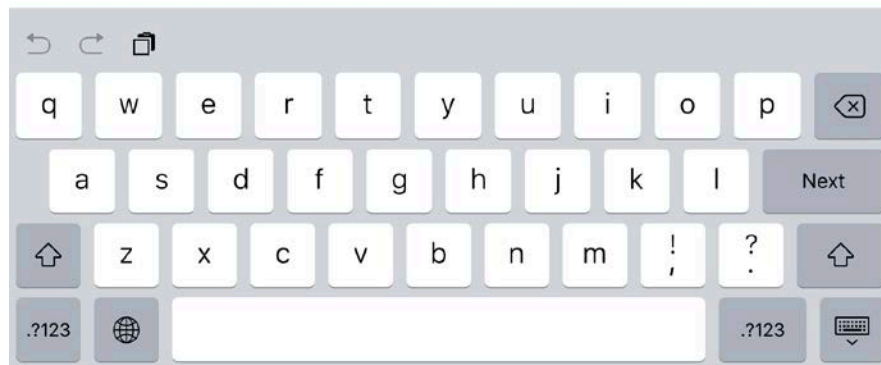 q w e r t y u i o p
a s d f g h j k l Next
z x c v b n m ! , ? .
.?123 .?123